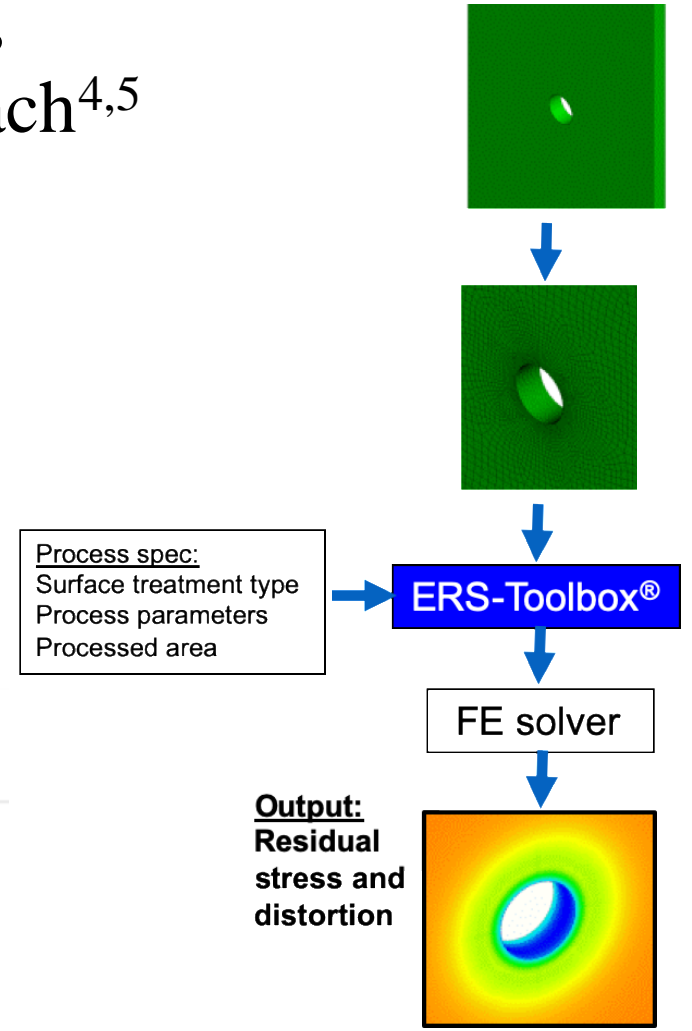 ach4,5
Process spec:
Surface treatment type
Process parameters
Processed area
ERS-Toolbox®
FE solver
Output:
Residual
stress and
distortion